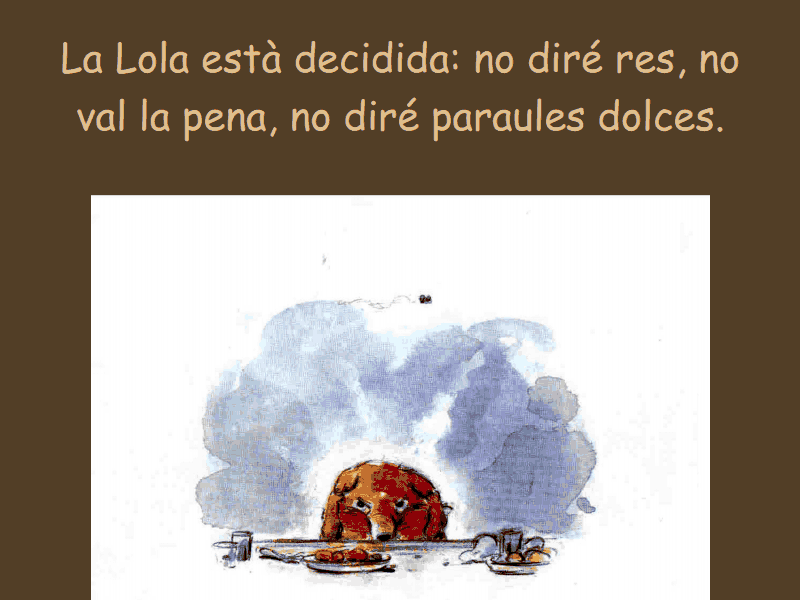 La Lola està decidida: no diré res, no
val la pena, no diré paraules dolces.